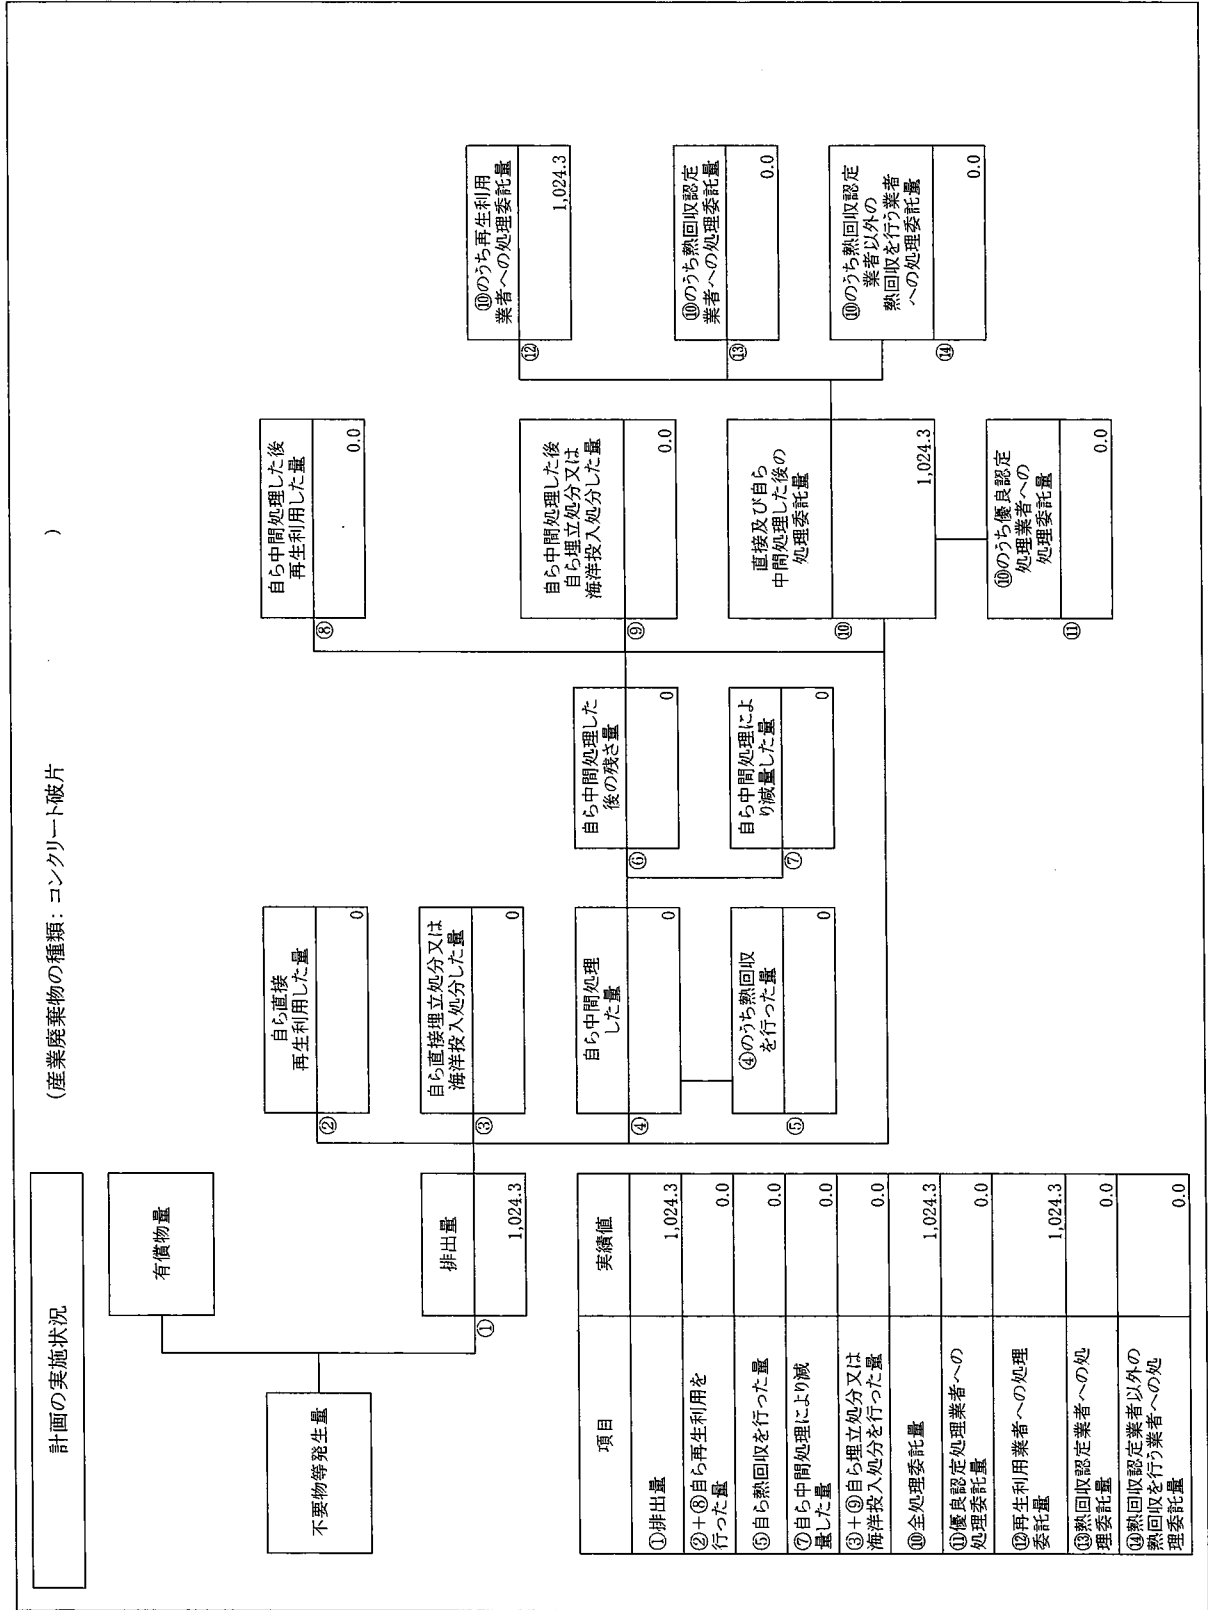 計画の実施状況
(産業廃棄物の種類: コンクリート破片 )
不要物等発生量
有償物量
①
排出量
1,024.3
②
自ら直接
再生利用した量
0
③
自ら直接埋立処分又は
海洋投入処分した量
0
④
自ら中間処理
した量
0
⑤
④のうち熱回収
を行った量
0
⑥
自ら中間処理した
後の残さ量
0
⑦
自ら中間処理によ
り減量した量
0
⑧
自ら中間処理した後
再生利用した量
0.0
⑨
自ら中間処理した後
自ら埋立処分又は
海洋投入処分した量
0.0
⑩
直接及び自ら
中間処理した後の
処理委託量
1,024.3
⑪
⑩のうち優良認定
処理業者への
処理委託量
0.0
⑫
⑩のうち再生利用
業者への処理委託量
1,024.3
⑬
⑩のうち熱回収認定
業者への処理委託量
0.0
⑭
⑩のうち熱回収認定
業者以外の
熱回収を行う業者
への処理委託量
0.0
項目 実績値
①排出量 1,024.3
②+⑧自ら再生利用を
行った量 0.0
⑤自ら熱回収を行った量 0.0
⑦自ら中間処理により減
量した量 0.0
③+⑨自ら埋立処分又は
海洋投入処分を行った量 0.0
⑩全処理委託量 1,024.3
⑪優良認定処理業者への
処理委託量 0.0
⑫再生利用業者への処理
委託量 1,024.3
⑬熱回収認定業者への処
理委託量 0.0
⑭熱回収認定業者以外の
熱回収を行う業者への処
理委託量 0.0